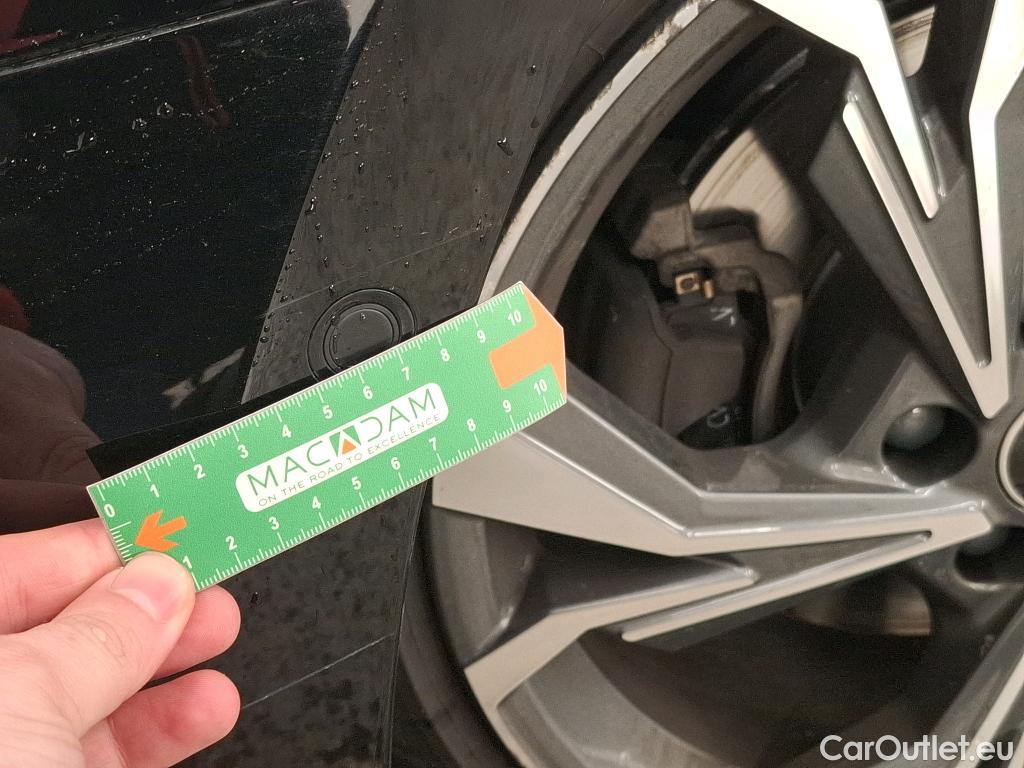 0 1 2 3 4 5 6 7 8 9 10
MACADAM
ON THE ROAD TO EXCELLENCE
1 2 3 4 5 6 7 8 9 10
CarOutlet.eu